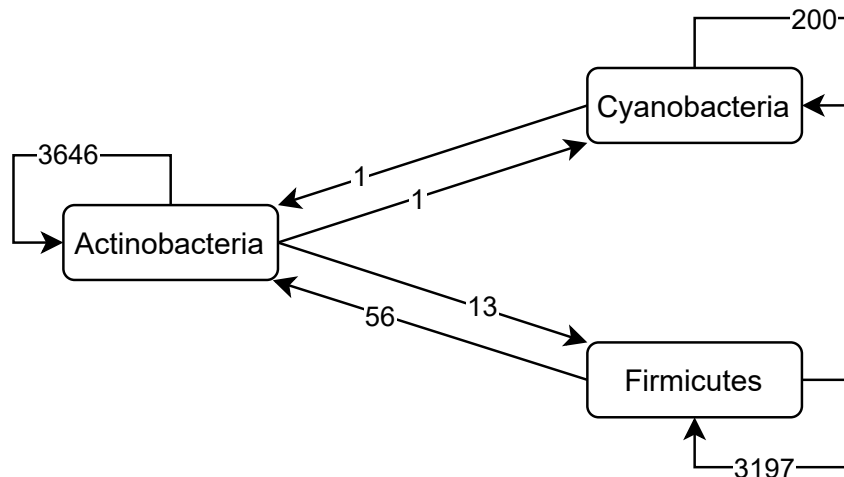 200
Cyanobacteria
3646
1
1
Actinobacteria
13
56
Firmicutes
3197